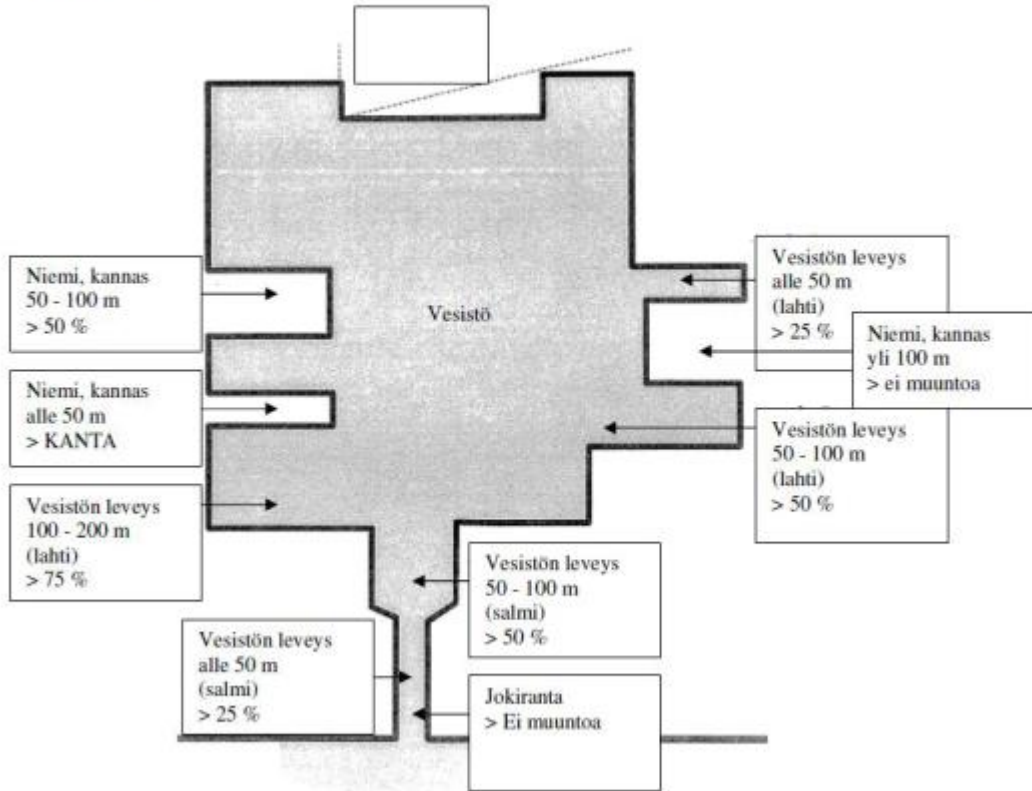 Niemi, kannas
50 - 100 m
> 50 %
Niemi, kannas
alle 50 m
> KANTA
Vesistön leveys
100 - 200 m
(lahti)
> 75 %
Vesistö
Vesistön leveys
alle 50 m
(lahti)
> 25 %
Niemi, kannas
yli 100 m
> ei muuntoa
Vesistön leveys
50 - 100 m
(lahti)
> 50 %
Vesistön leveys
50 - 100 m
(salmi)
> 50 %
Vesistön leveys
alle 50 m
(salmi)
> 25 %
Jokiranta
> Ei muuntoa